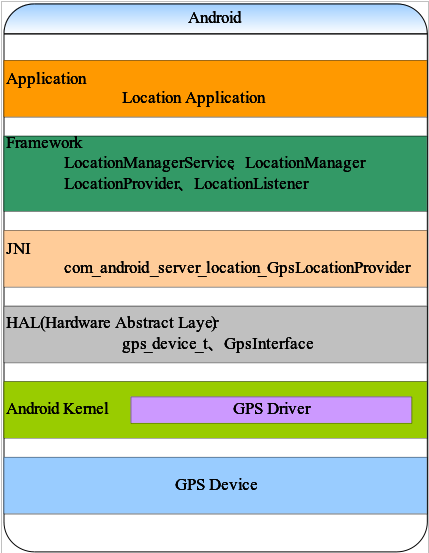 Android
Application
Location Application
Framework
LocationManagerService、LocationManager
LocationProvider、LocationListener
JNI
com_android_server_location_GpsLocationProvider
HAL(Hardware Abstract Layer)
gps_device_t、GpsInterface
Android Kernel
GPS Driver
GPS Device